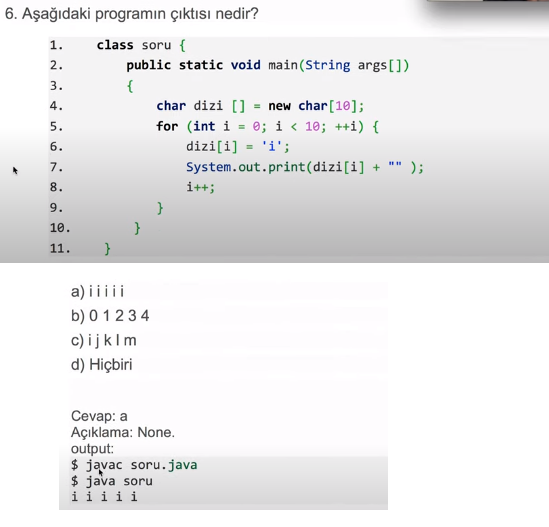 6. Aşağıdaki programın çıktısı nedir?
1. class soru {
2. public static void main(String args[])
3. {
4. char dizi [] = new char[10];
5. for (int i = 0; i < 10; ++i) {
6. dizi[i] = 'i';
7. System.out.print(dizi[i] + "" );
8. i++;
9. }
10. }
11. }
a) i i i i i
b) 0 1 2 3 4
c) i j k l m
d) Hiçbiri
Cevap: a
Açıklama: None.
output:
$ javac soru.java
$ java soru
i i i i i